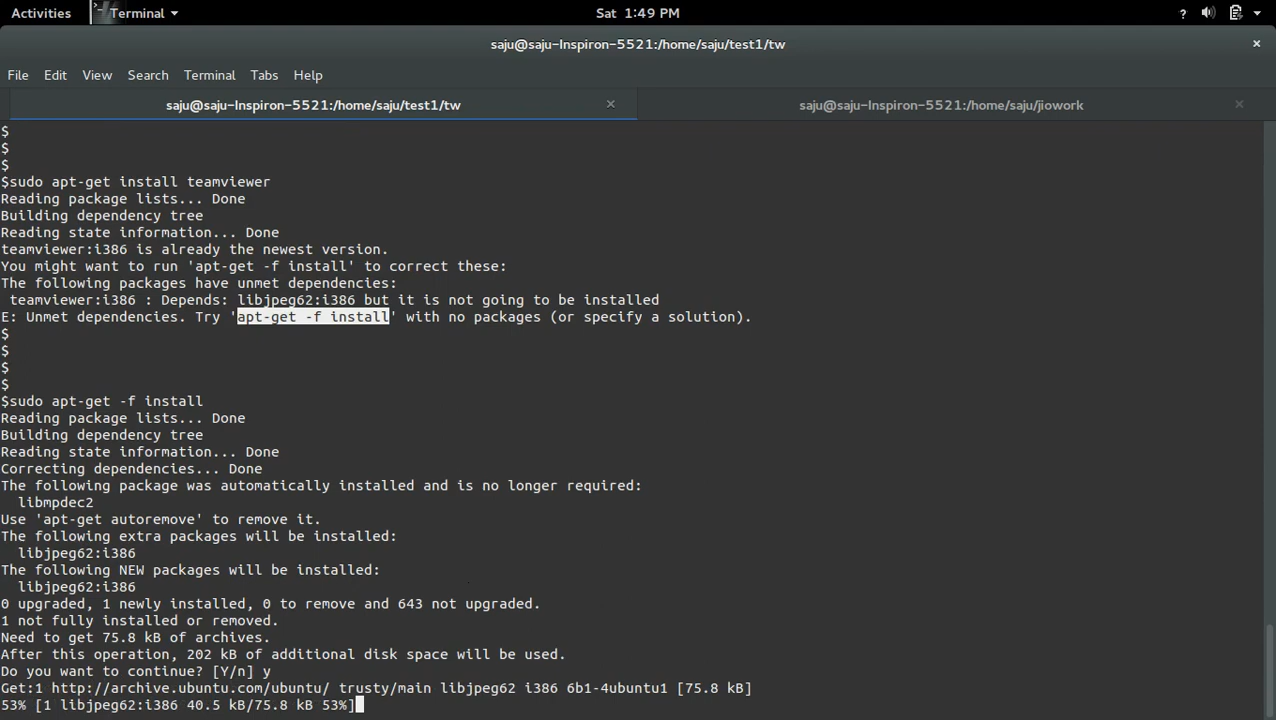 Activities Terminal Sat 1:49 PM ?
saju@saju-Inspiron-5521:/home/saju/test1/tw ×
File Edit View Search Terminal Tabs Help
saju@saju-Inspiron-5521:/home/saju/test1/tw × saju@saju-Inspiron-5521:/home/saju/jiowork ×
$
$
$
$sudo apt-get install teamviewer
Reading package lists... Done
Building dependency tree
Reading state information... Done
teamviewer:i386 is already the newest version.
You might want to run 'apt-get -f install' to correct these:
The following packages have unmet dependencies:
 teamviewer:i386 : Depends: libjpeg62:i386 but it is not going to be installed
E: Unmet dependencies. Try 'apt-get -f install' with no packages (or specify a solution).
$
$
$
$
$sudo apt-get -f install
Reading package lists... Done
Building dependency tree
Reading state information... Done
Correcting dependencies... Done
The following package was automatically installed and is no longer required:
  libmpdec2
Use 'apt-get autoremove' to remove it.
The following extra packages will be installed:
  libjpeg62:i386
The following NEW packages will be installed:
  libjpeg62:i386
0 upgraded, 1 newly installed, 0 to remove and 643 not upgraded.
1 not fully installed or removed.
Need to get 75.8 kB of archives.
After this operation, 202 kB of additional disk space will be used.
Do you want to continue? [Y/n] y
Get:1 http://archive.ubuntu.com/ubuntu/ trusty/main libjpeg62 i386 6b1-4ubuntu1 [75.8 kB]
53% [1 libjpeg62:i386 40.5 kB/75.8 kB 53%]